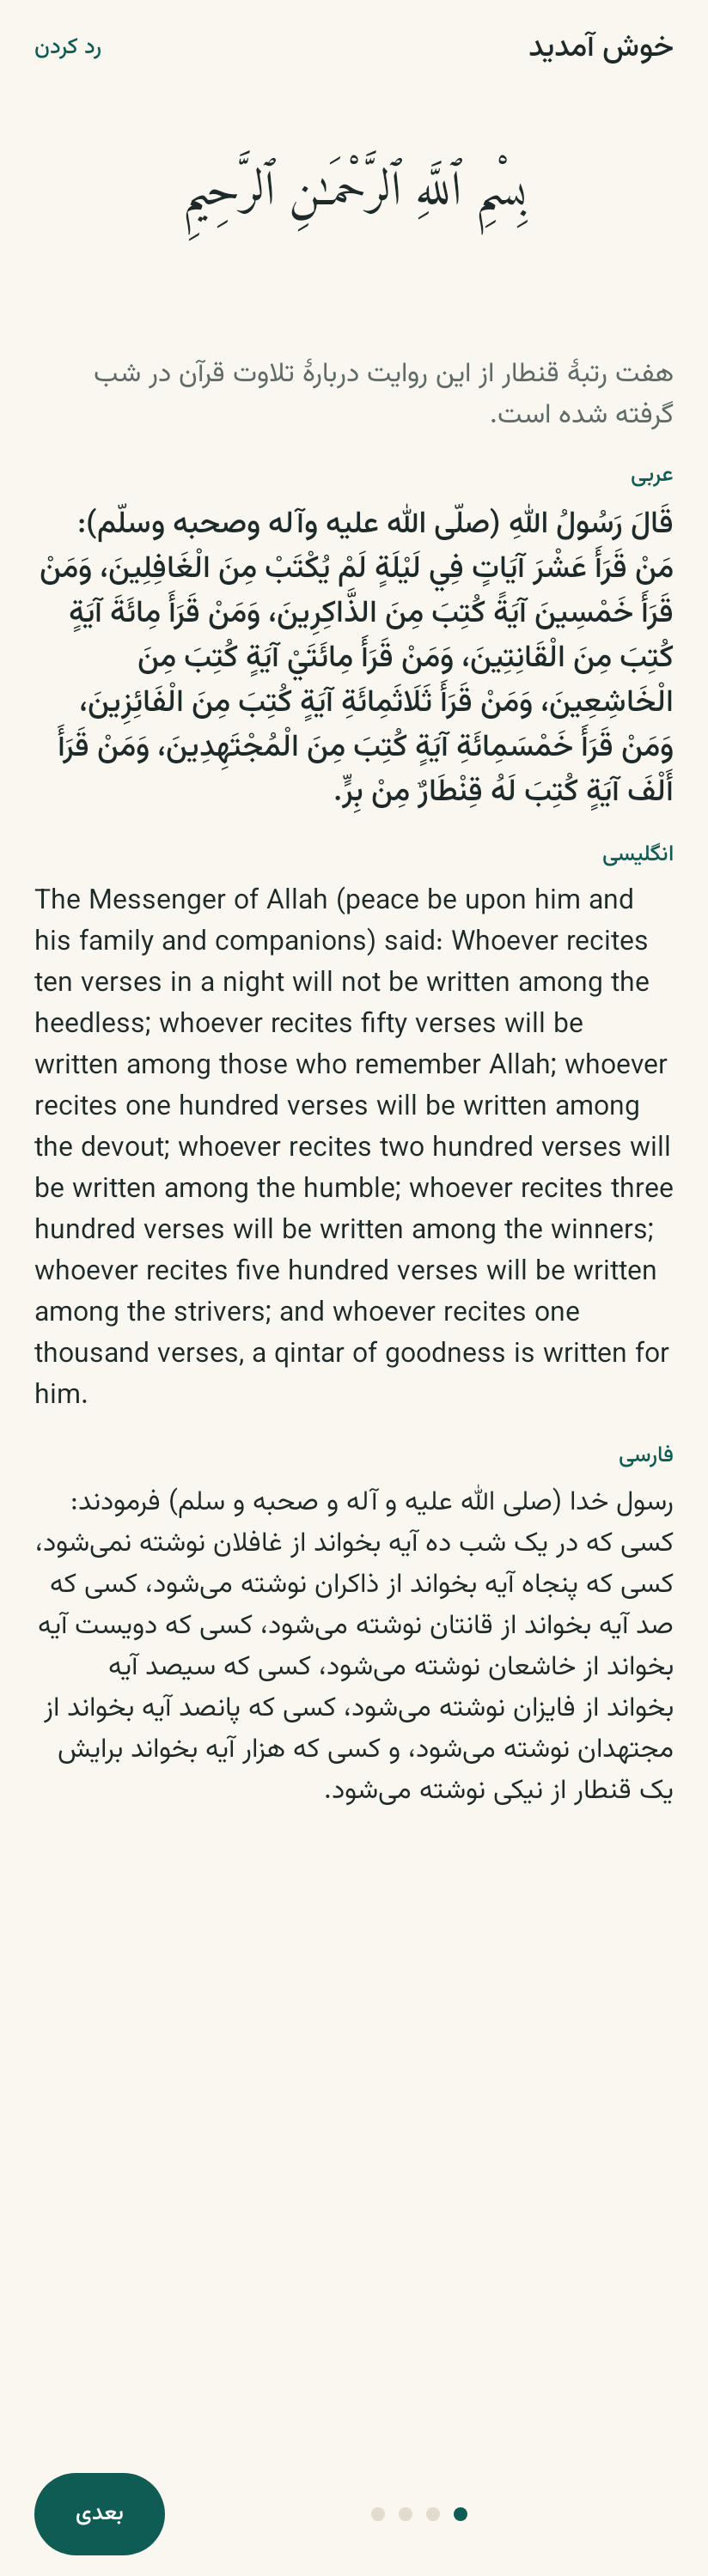 خوش آمدید
رد کردن
بِسْمِ ٱللَّهِ ٱلرَّحْمَـٰنِ ٱلرَّحِيمِ
هفت رتبهٔ قنطار از این روایت دربارهٔ تلاوت قرآن در شب
گرفته شده است.
عربی
قَالَ رَسُولُ اللّٰهِ (صلّى اللّٰه عليه وآله وصحبه وسلّم):
مَنْ قَرَأَ عَشْرَ آيَاتٍ فِي لَيْلَةٍ لَمْ يُكْتَبْ مِنَ الْغَافِلِينَ، وَمَنْ
قَرَأَ خَمْسِينَ آيَةً كُتِبَ مِنَ الذَّاكِرِينَ، وَمَنْ قَرَأَ مِائَةَ آيَةٍ
كُتِبَ مِنَ الْقَانِتِينَ، وَمَنْ قَرَأَ مِائَتَيْ آيَةٍ كُتِبَ مِنَ
الْخَاشِعِينَ، وَمَنْ قَرَأَ ثَلَاثَمِائَةِ آيَةٍ كُتِبَ مِنَ الْفَائِزِينَ،
وَمَنْ قَرَأَ خَمْسَمِائَةِ آيَةٍ كُتِبَ مِنَ الْمُجْتَهِدِينَ، وَمَنْ قَرَأَ
أَلْفَ آيَةٍ كُتِبَ لَهُ قِنْطَارٌ مِنْ بِرٍّ.
انگلیسی
The Messenger of Allah (peace be upon him and
his family and companions) said: Whoever recites
ten verses in a night will not be written among the
heedless; whoever recites fifty verses will be
written among those who remember Allah; whoever
recites one hundred verses will be written among
the devout; whoever recites two hundred verses will
be written among the humble; whoever recites three
hundred verses will be written among the winners;
whoever recites five hundred verses will be written
among the strivers; and whoever recites one
thousand verses, a qintar of goodness is written for
him.
فارسی
رسول خدا (صلی اللّٰه علیه و آله و صحبه و سلم) فرمودند:
کسی که در یک شب ده آیه بخواند از غافلان نوشته نمی‌شود،
کسی که پنجاه آیه بخواند از ذاکران نوشته می‌شود، کسی که
صد آیه بخواند از قانتان نوشته می‌شود، کسی که دویست آیه
بخواند از خاشعان نوشته می‌شود، کسی که سیصد آیه
بخواند از فایزان نوشته می‌شود، کسی که پانصد آیه بخواند از
مجتهدان نوشته می‌شود، و کسی که هزار آیه بخواند برایش
یک قنطار از نیکی نوشته می‌شود.
بعدی